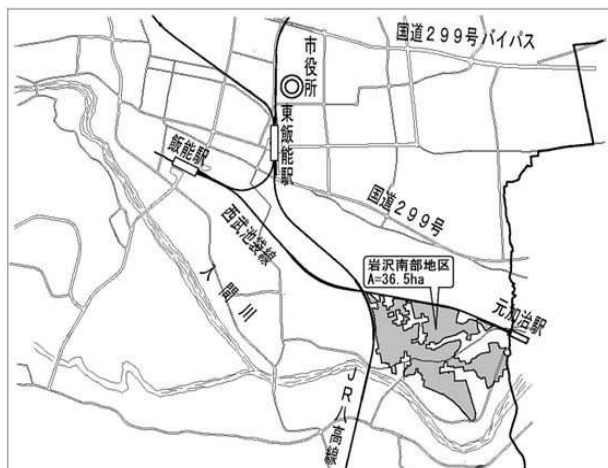 国道299号バイパス
市役所
東飯能駅
飯能駅
国道299号
西武池袋線
入間川
岩沢南部地区
A=36.5ha
元加治駅
JR八高線